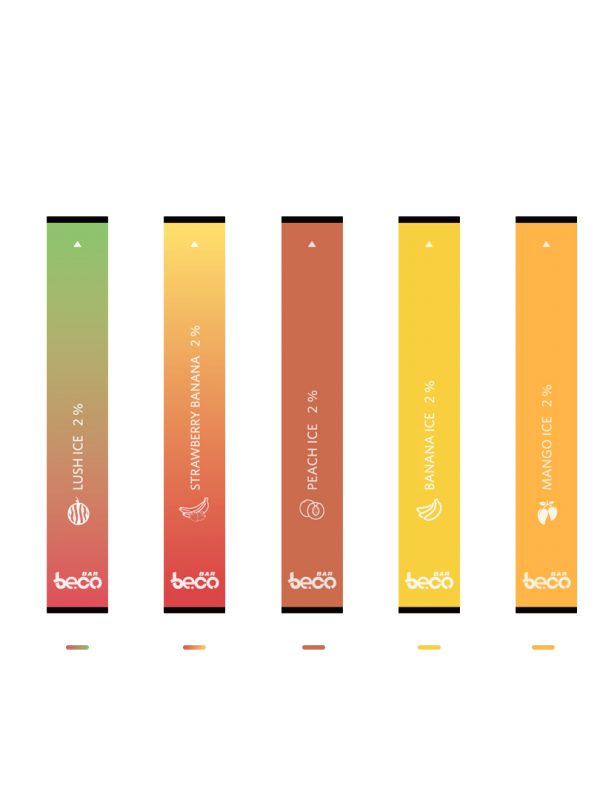 LUSH ICE 2 %
beco BAR
STRAWBERRY BANANA 2 %
beco BAR
PEACH ICE 2 %
beco BAR
BANANA ICE 2 %
beco BAR
MANGO ICE 2 %
beco BAR